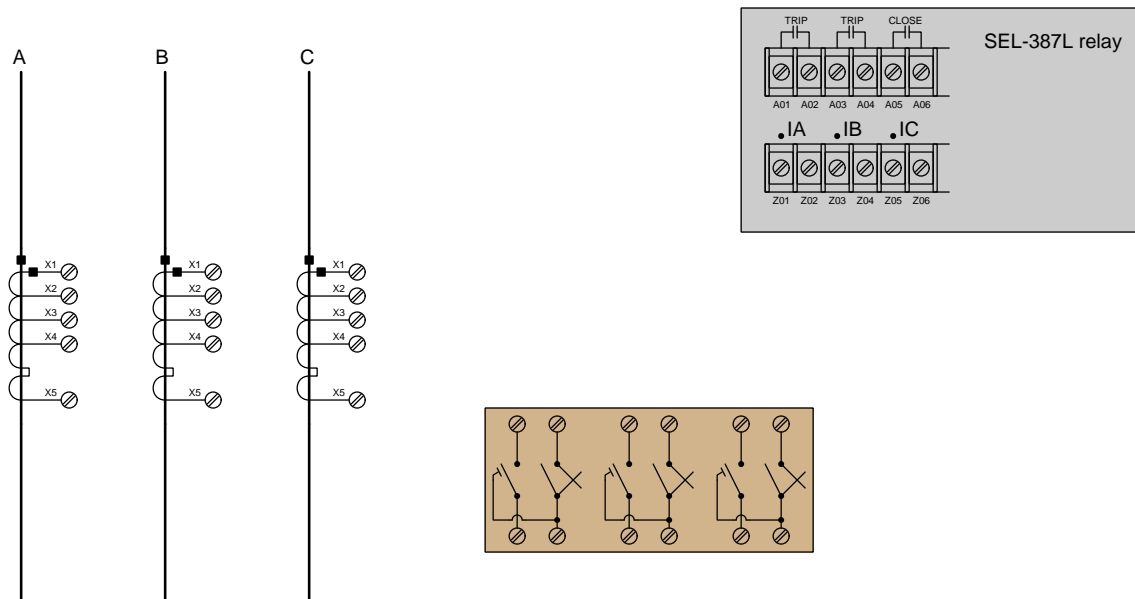 TRIP TRIP CLOSE
SEL-387L relay
A01 A02 A03 A04 A05 A06
IA IB IC
Z01 Z02 Z03 Z04 Z05 Z06
A B C
X1 X1 X1
X2 X2 X2
X3 X3 X3
X4 X4 X4
X5 X5 X5